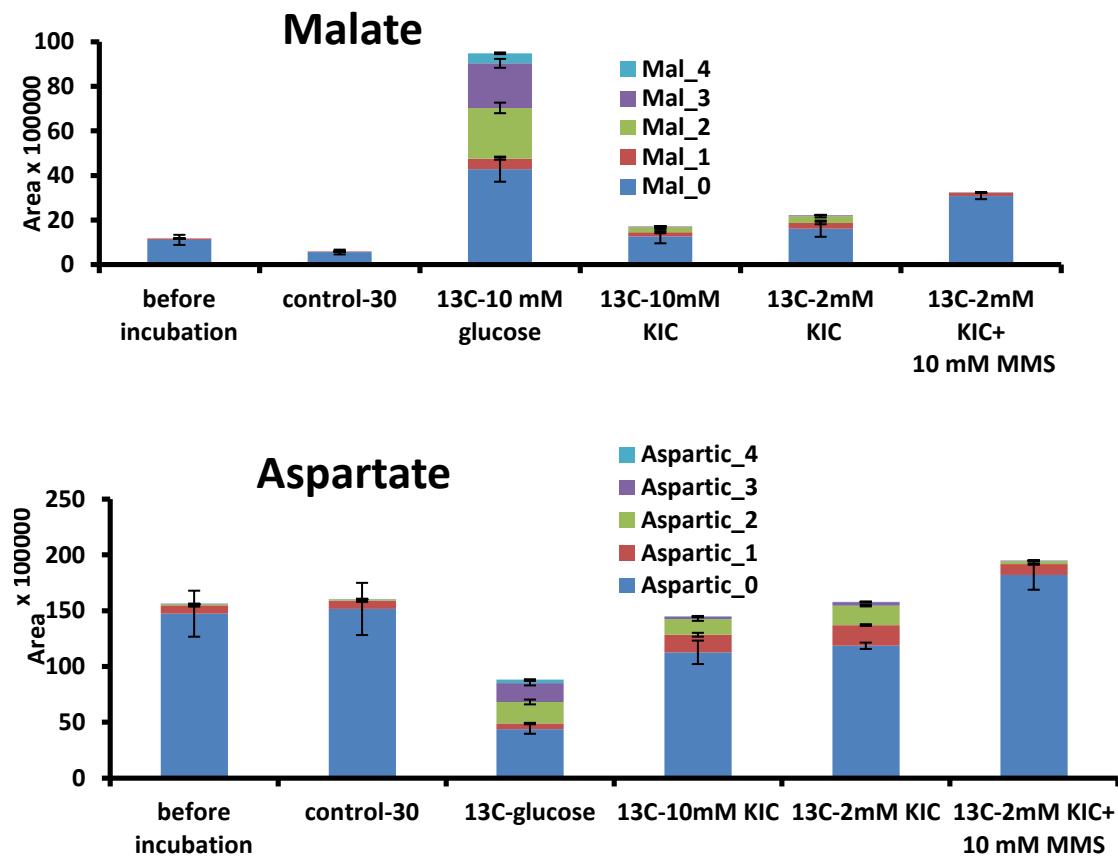 Malate
Area x 100000
100
80
60
40
20
0
Mal_4
Mal_3
Mal_2
Mal_1
Mal_0
before
incubation
control-30
13C-10 mM
glucose
13C-10mM
KIC
13C-2mM
KIC
13C-2mM
KIC+
10 mM MMS
Aspartate
Area x 100000
250
200
150
100
50
0
Aspartic_4
Aspartic_3
Aspartic_2
Aspartic_1
Aspartic_0
before
incubation
control-30
13C-glucose
13C-10mM KIC
13C-2mM KIC
13C-2mM KIC+
10 mM MMS